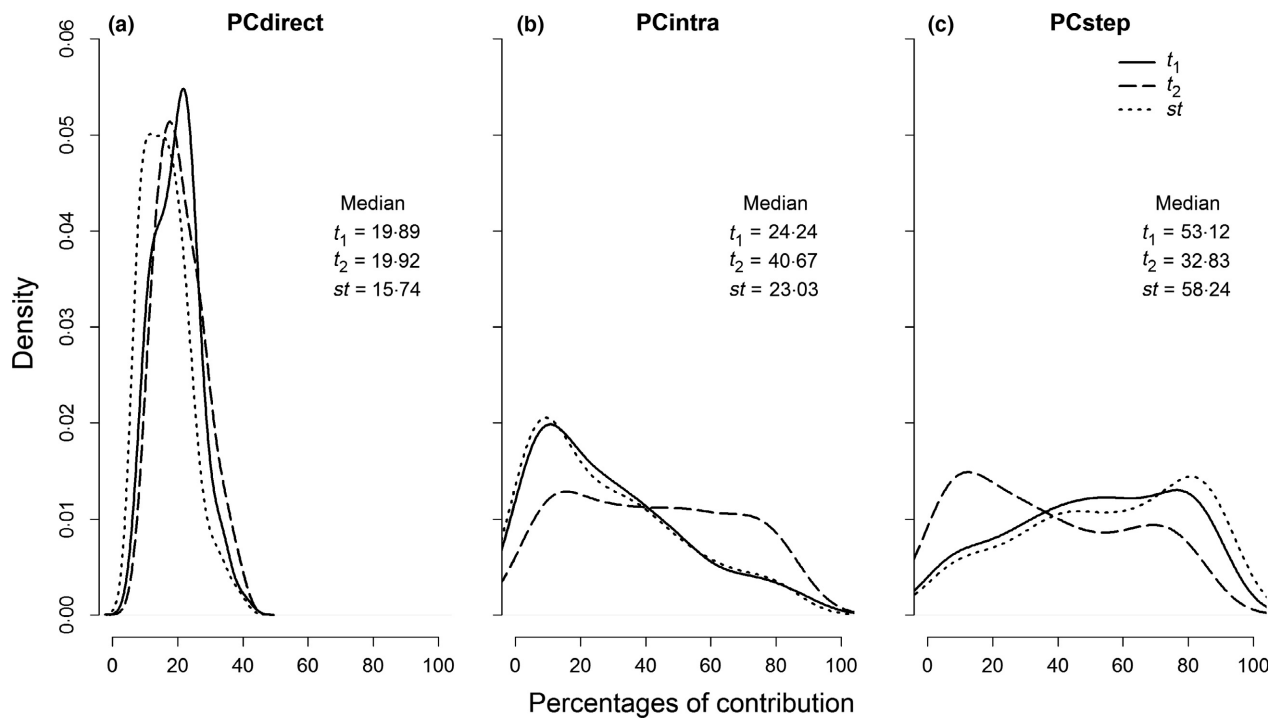 (a) PCdirect
(b) PCintra
(c) PCstep
t1
t2
st
Median
t1 = 19·89
t2 = 19·92
st = 15·74
Median
t1 = 24·24
t2 = 40·67
st = 23·03
Median
t1 = 53·12
t2 = 32·83
st = 58·24
Density
0·06
0·05
0·04
0·03
0·02
0·01
0·00
0 20 40 60 80 100
0 20 40 60 80 100
0 20 40 60 80 100
Percentages of contribution